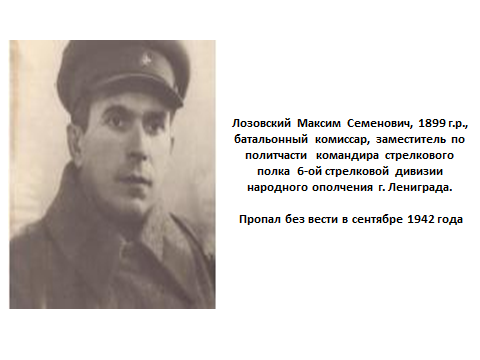 Лозовский Максим Семенович, 1899 г.р.,
батальонный комиссар, заместитель по
политчасти командира стрелкового
полка 6-ой стрелковой дивизии
народного ополчения г. Лениграда.
Пропал без вести в сентябре 1942 года